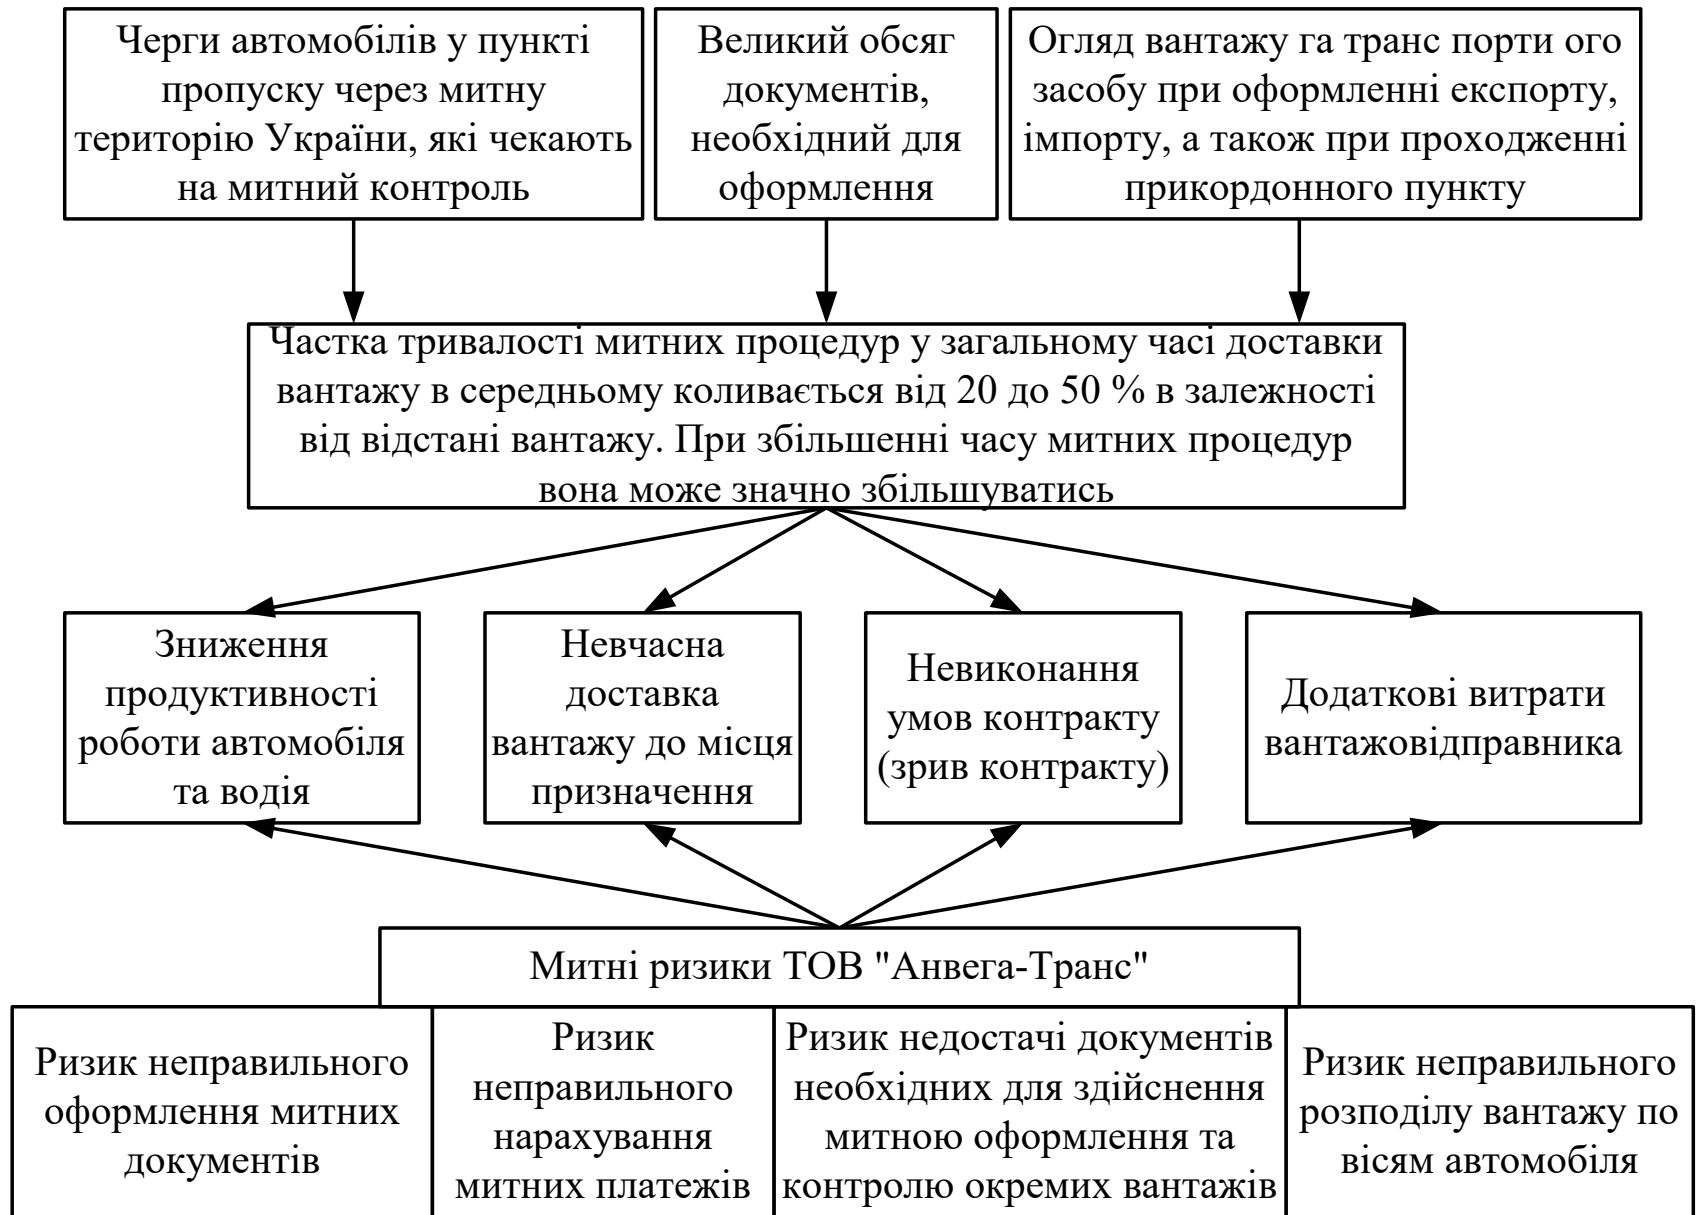 Черги автомобілів у пункті
пропуску через митну
територію України, які чекають
на митний контроль
Великий обсяг
документів,
необхідний для
оформлення
Огляд вантажу га транс порти ого
засобу при оформленні експорту,
імпорту, а також при проходженні
прикордонного пункту
Частка тривалості митних процедур у загальному часі доставки
вантажу в середньому коливається від 20 до 50 % в залежності
від відстані вантажу. При збільшенні часу митних процедур
вона може значно збільшуватись
Зниження
продуктивності
роботи автомобіля
та водія
Невчасна
доставка
вантажу до місця
призначення
Невиконання
умов контракту
(зрив контракту)
Додаткові витрати
вантажовідправника
Митні ризики ТОВ "Анвега-Транс"
Ризик неправильного
оформлення митних
документів
Ризик
неправильного
нарахування
митних платежів
Ризик недостачі документів
необхідних для здійснення
митною оформлення та
контролю окремих вантажів
Ризик неправильного
розподілу вантажу по
вісям автомобіля